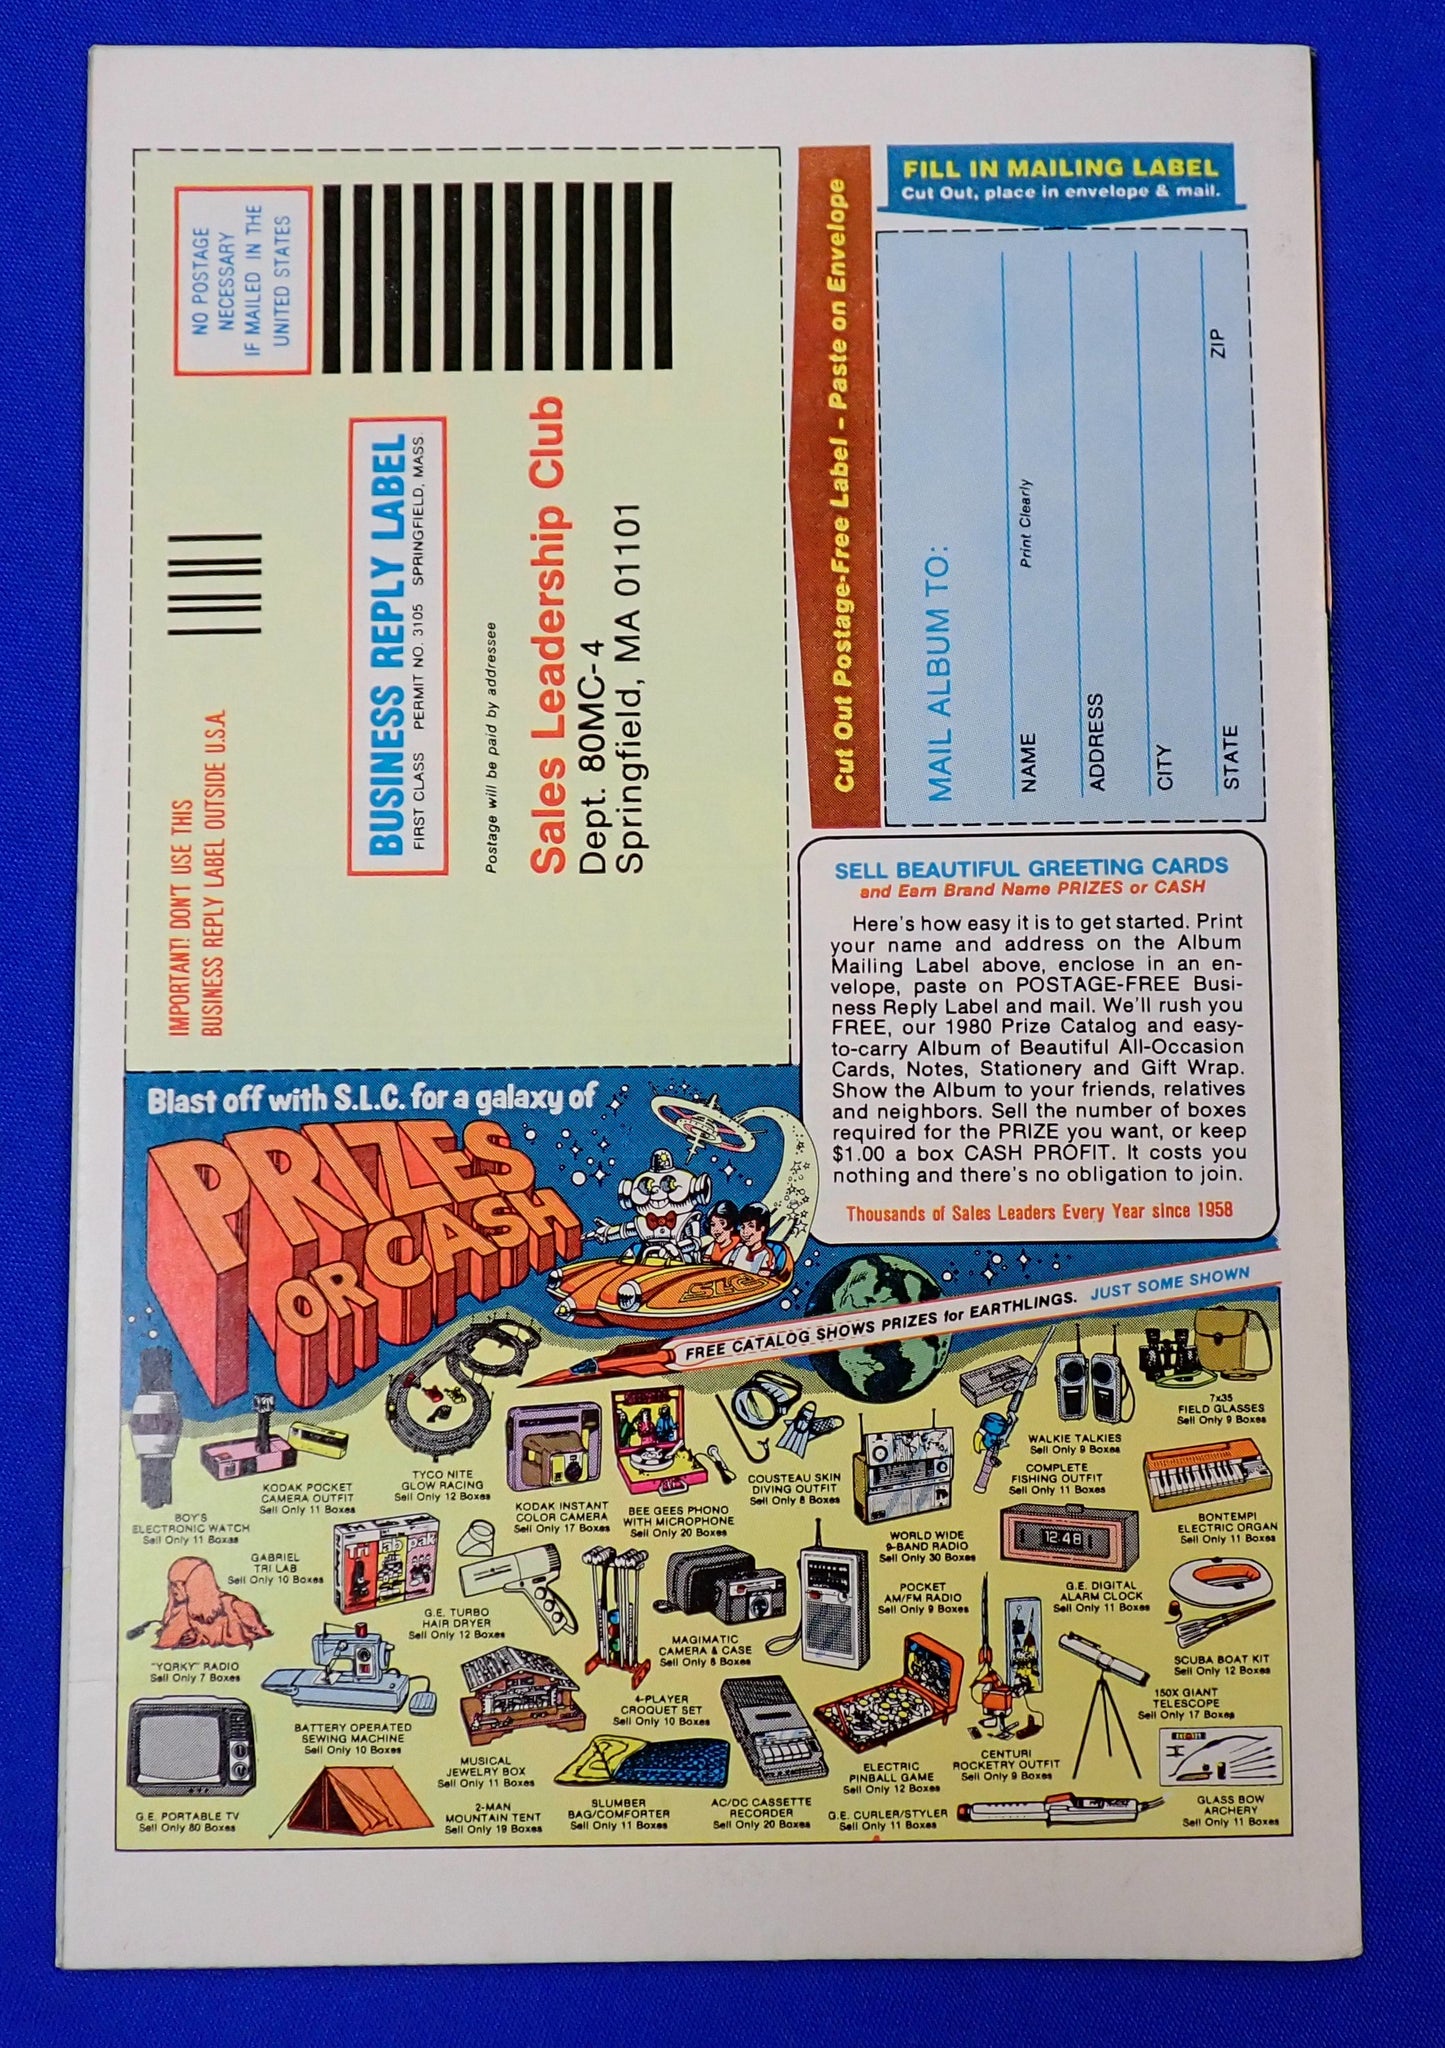 NO POSTAGE
NECESSARY
IF MAILED IN THE
UNITED STATES
IMPORTANT! DON'T USE THIS
BUSINESS REPLY LABEL OUTSIDE U.S.A.
BUSINESS REPLY LABEL
FIRST CLASS PERMIT NO. 3105 SPRINGFIELD, MASS.
Postage will be paid by addressee
Sales Leadership Club
Dept. 80MC-4
Springfield, MA 01101
Cut Out Postage-Free Label - Paste on Envelope
FILL IN MAILING LABEL
Cut Out, place in envelope & mail.
MAIL ALBUM TO:
NAME
Print Clearly
ADDRESS
CITY
STATE ZIP
SELL BEAUTIFUL GREETING CARDS
and Earn Brand Name PRIZES or CASH
Here's how easy it is to get started. Print
your name and address on the Album
Mailing Label above, enclose in an en-
velope, paste on POSTAGE-FREE Busi-
ness Reply Label and mail. We'll rush you
FREE, our 1980 Prize Catalog and easy-
to-carry Album of Beautiful All-Occasion
Cards, Notes, Stationery and Gift Wrap.
Show the Album to your friends, relatives
and neighbors. Sell the number of boxes
required for the PRIZE you want, or keep
$1.00 a box CASH PROFIT. It costs you
nothing and there's no obligation to join.
Thousands of Sales Leaders Every Year since 1958
Blast off with S.L.C. for a galaxy of
PRIZES
OR CASH
SLC
FREE CATALOG SHOWS PRIZES for EARTHLINGS. JUST SOME SHOWN
BOY'S
ELECTRONIC WATCH
Sell Only 11 Boxes
KODAK POCKET
CAMERA OUTFIT
Sell Only 11 Boxes
TYCO NITE
GLOW RACING
Sell Only 12 Boxes
KODAK INSTANT
COLOR CAMERA
Sell Only 17 Boxes
BEE GEES PHONO
WITH MICROPHONE
Sell Only 20 Boxes
COUSTEAU SKIN
DIVING OUTFIT
Sell Only 8 Boxes
WORLD WIDE
9-BAND RADIO
Sell Only 30 Boxes
COMPLETE
FISHING OUTFIT
Sell Only 11 Boxes
WALKIE TALKIES
Sell Only 9 Boxes
7x35
FIELD GLASSES
Sell Only 9 Boxes
BONTEMPI
ELECTRIC ORGAN
Sell Only 11 Boxes
GABRIEL
TRI LAB
Sell Only 10 Boxes
Tri lab pak
G.E. TURBO
HAIR DRYER
Sell Only 12 Boxes
MAGIMATIC
CAMERA & CASE
Sell Only 8 Boxes
POCKET
AM/FM RADIO
Sell Only 9 Boxes
12:48
G.E. DIGITAL
ALARM CLOCK
Sell Only 11 Boxes
SCUBA BOAT KIT
Sell Only 12 Boxes
"YORKY" RADIO
Sell Only 7 Boxes
BATTERY OPERATED
SEWING MACHINE
Sell Only 10 Boxes
MUSICAL
JEWELRY BOX
Sell Only 11 Boxes
4-PLAYER
CROQUET SET
Sell Only 10 Boxes
ELECTRIC
PINBALL GAME
Sell Only 12 Boxes
CENTURI
ROCKETRY OUTFIT
Sell Only 9 Boxes
150X GIANT
TELESCOPE
Sell Only 17 Boxes
G.E. PORTABLE TV
Sell Only 80 Boxes
2-MAN
MOUNTAIN TENT
Sell Only 19 Boxes
SLUMBER
BAG/COMFORTER
Sell Only 11 Boxes
AC/DC CASSETTE
RECORDER
Sell Only 20 Boxes
G.E. CURLER/STYLER
Sell Only 11 Boxes
GLASS BOW
ARCHERY
Sell Only 11 Boxes